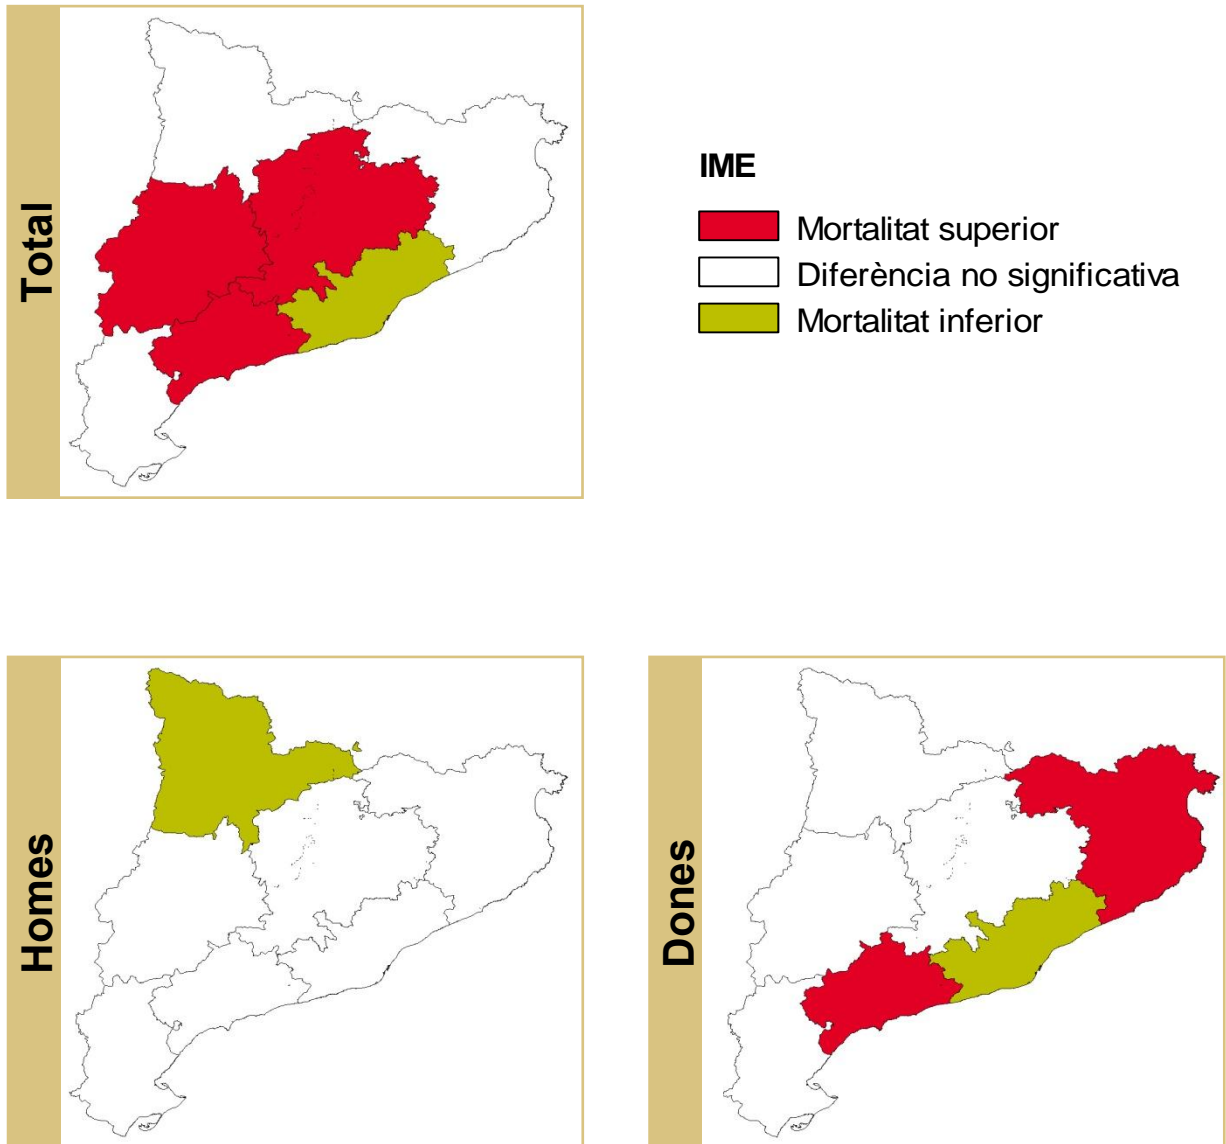 Total
IME
Mortalitat superior
Diferència no significativa
Mortalitat inferior
Homes
Dones